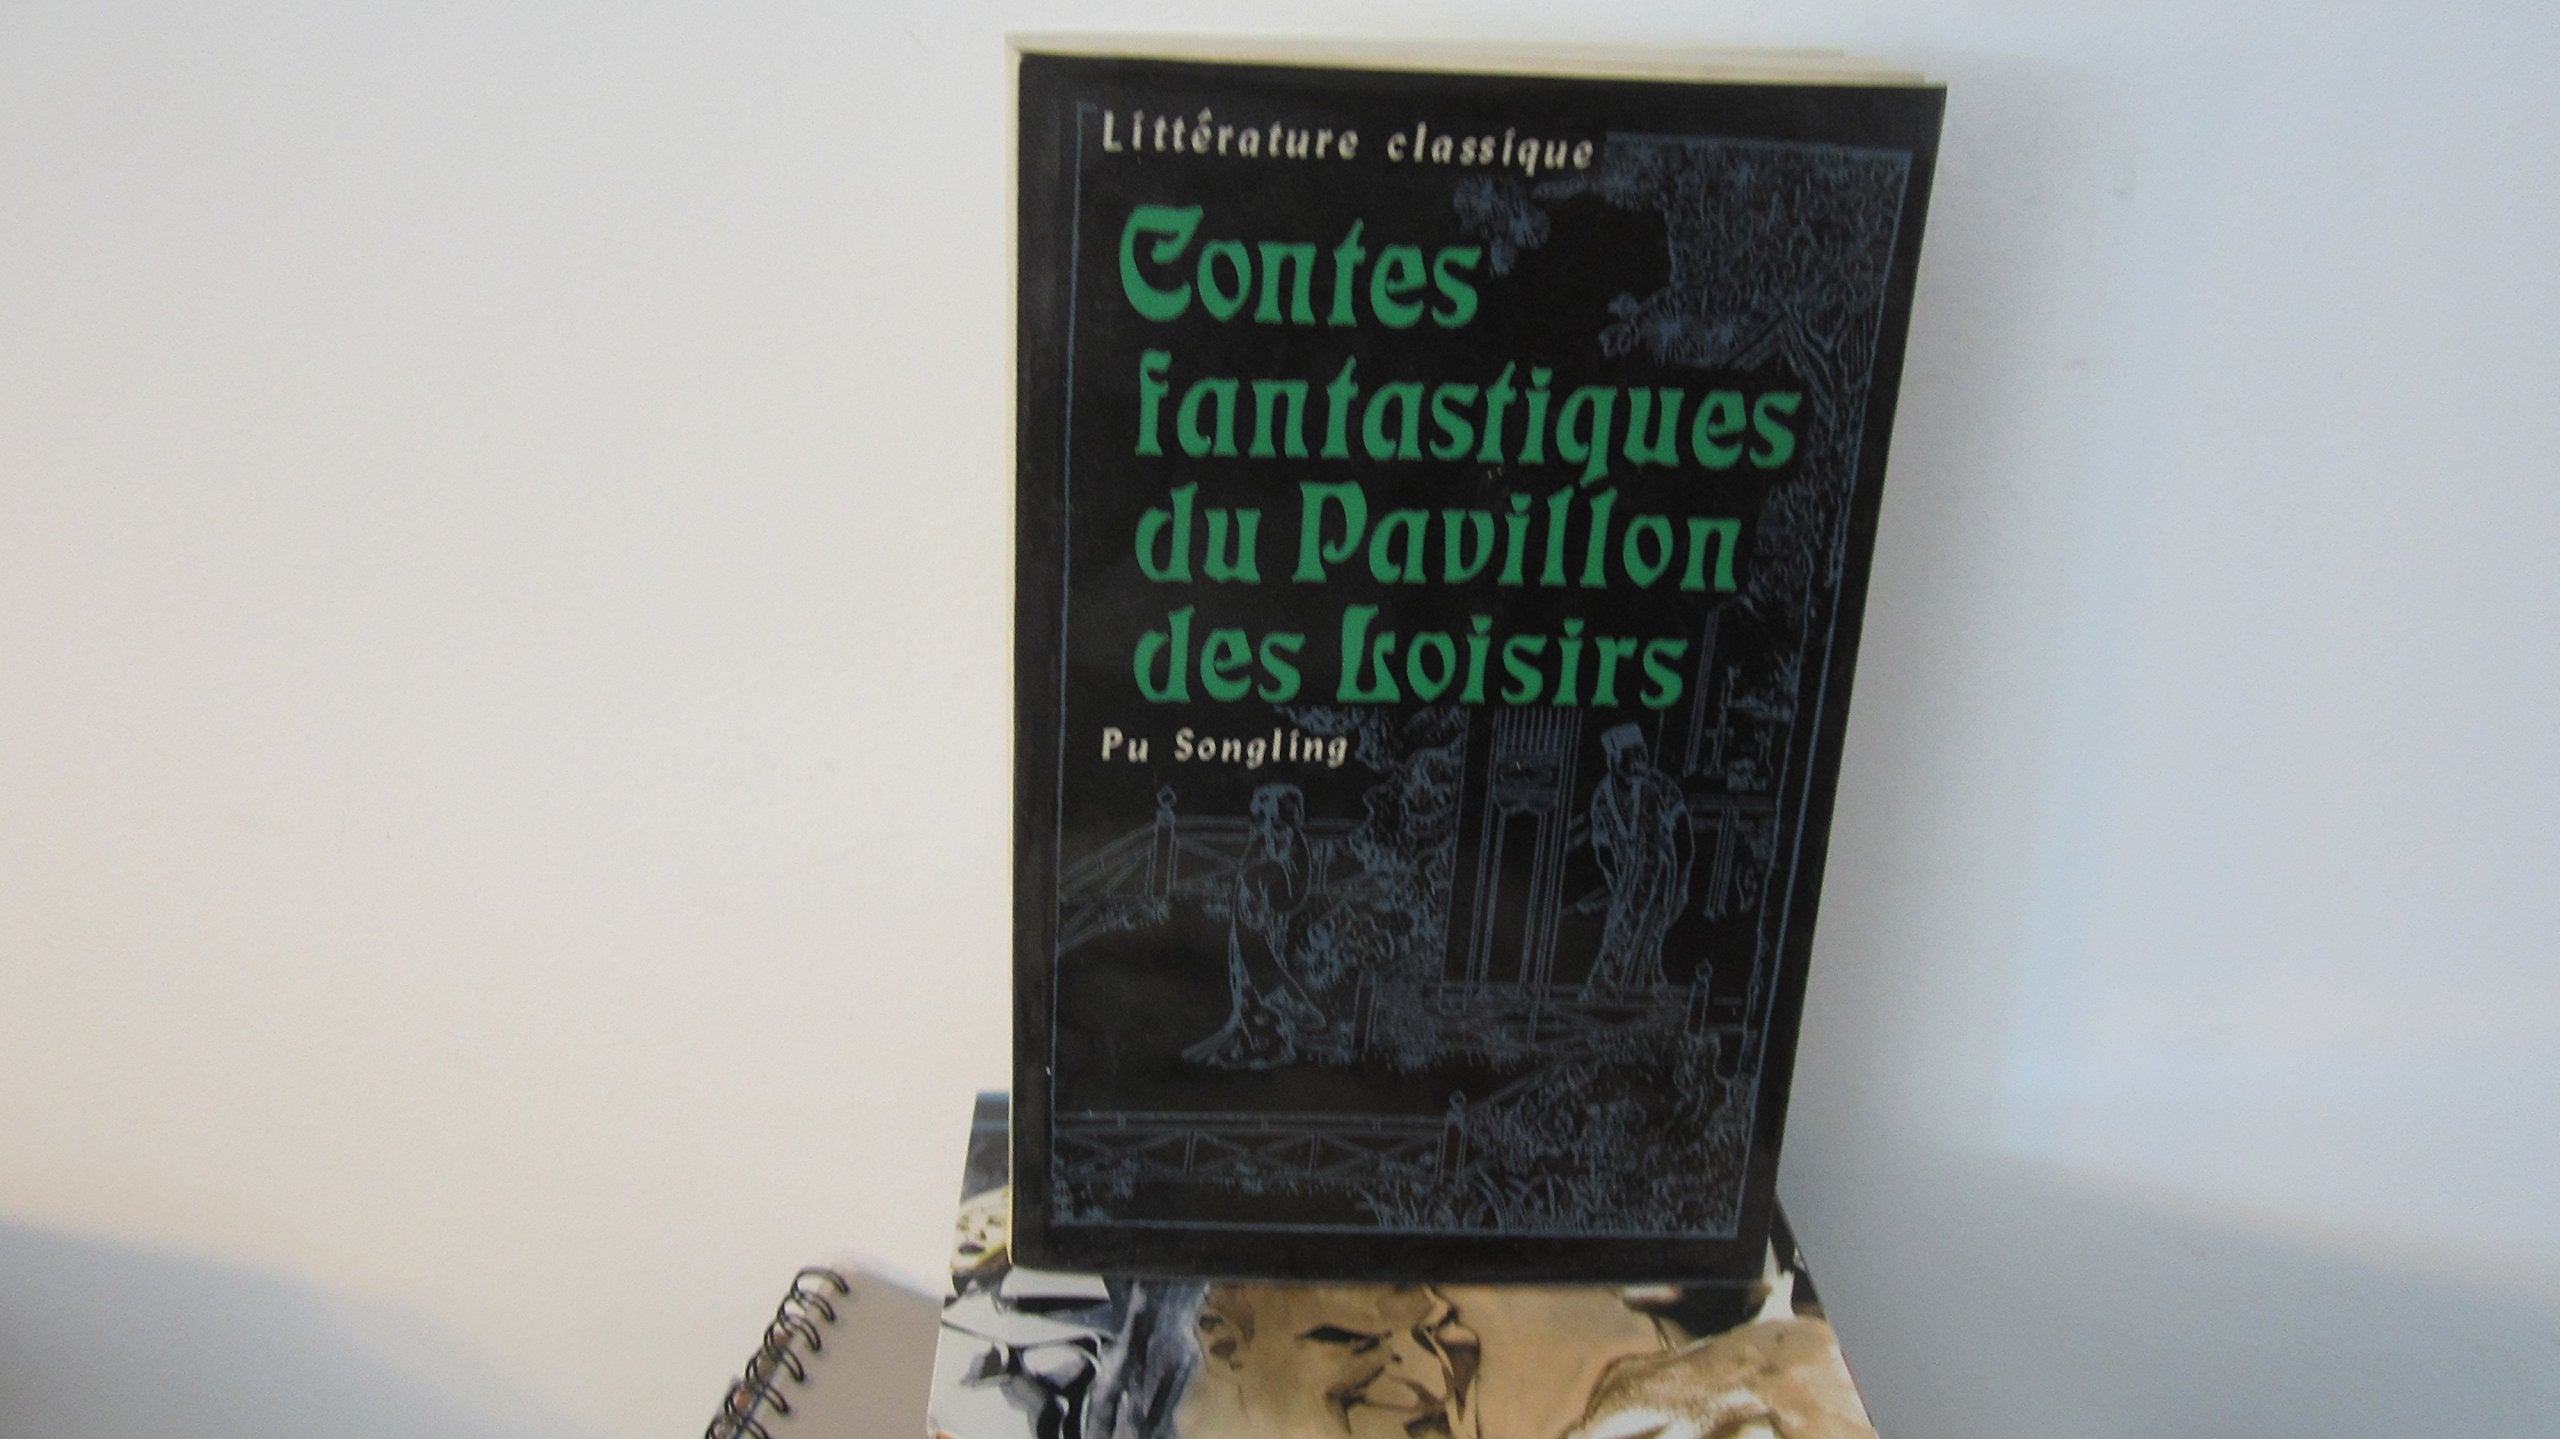 Littérature classique
Contes
fantastiques
du Pavillon
des Loisirs
Pu Songling